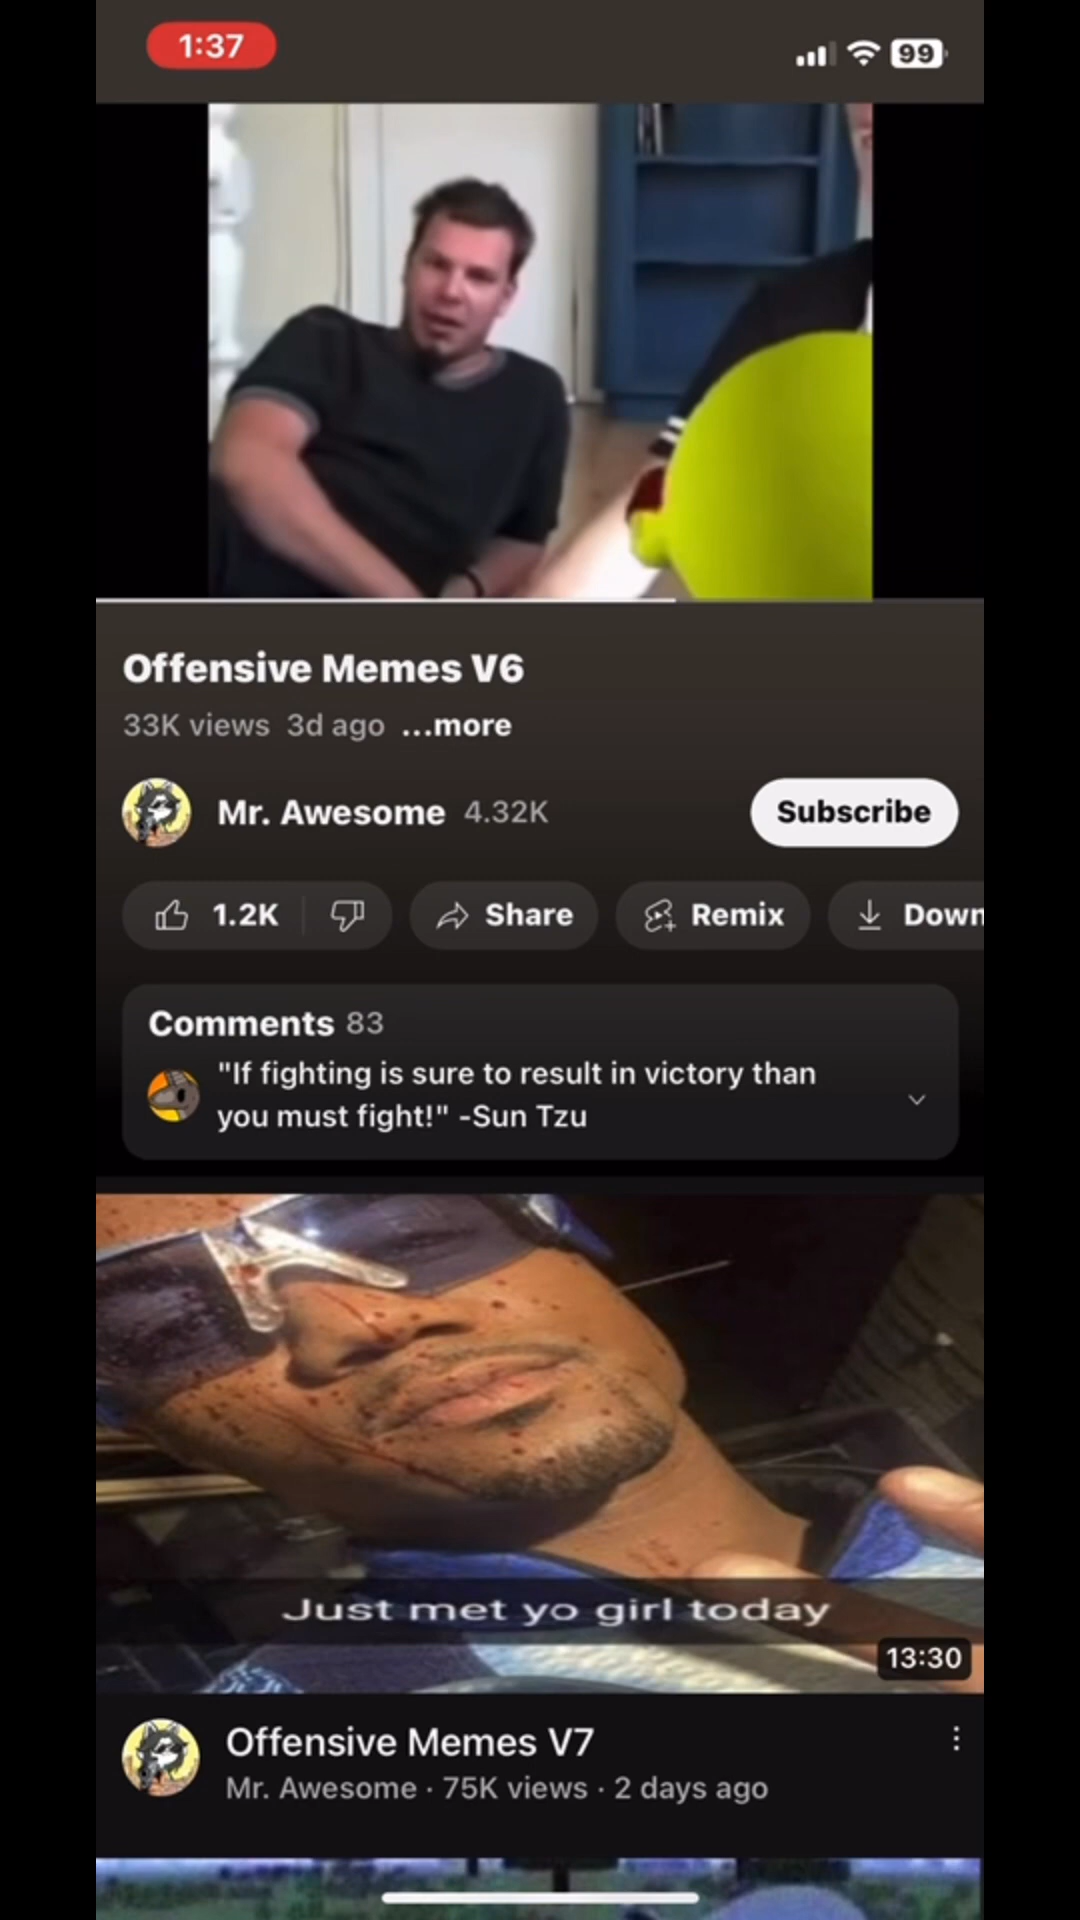 1:37
99
Offensive Memes V6
33K views 3d ago ...more
Mr. Awesome 4.32K
Subscribe
1.2K
Share
Remix
Down
Comments 83
"If fighting is sure to result in victory than
you must fight!" -Sun Tzu
Just met yo girl today
13:30
Offensive Memes V7
Mr. Awesome · 75K views · 2 days ago